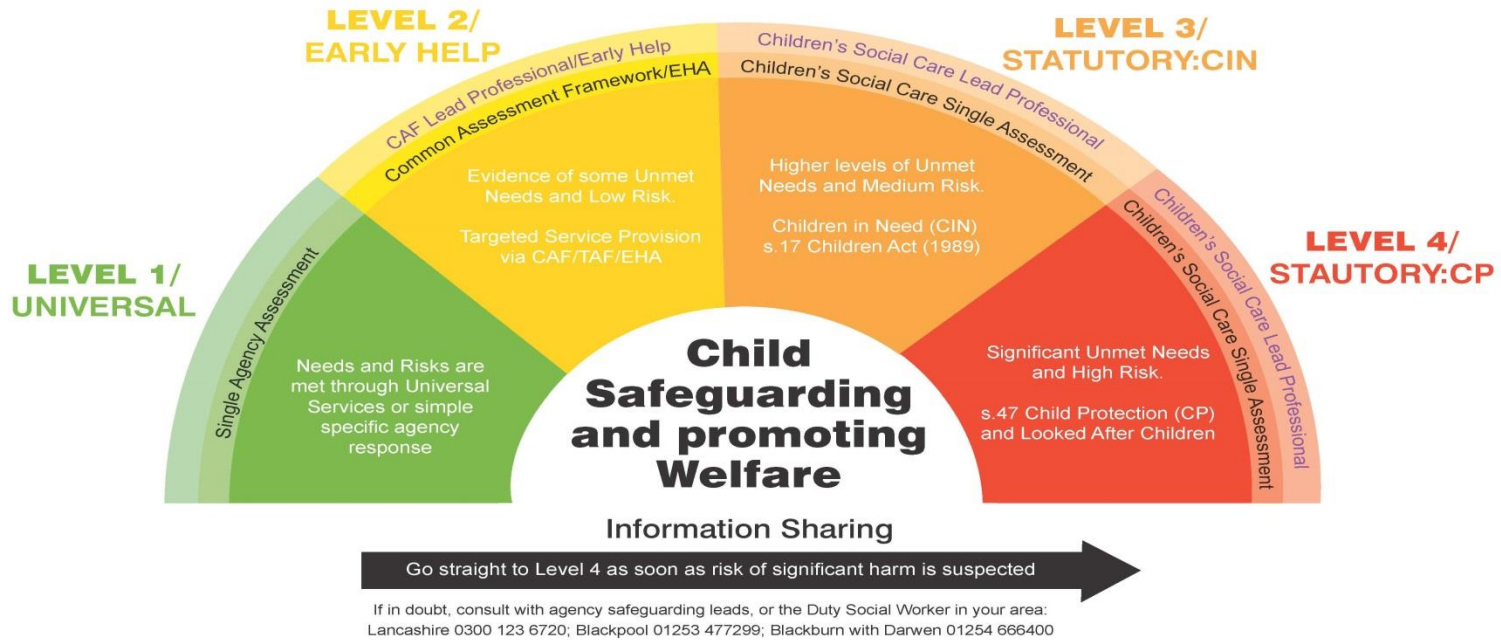 LEVEL 1/
UNIVERSAL
Single Agency Assessment
Needs and Risks are
met through Universal
Services or simple
specific agency
response
LEVEL 2/
EARLY HELP
CAF Lead Professional/Early Help
Common Assessment Framework/EHA
Evidence of some Unmet
Needs and Low Risk.
Targeted Service Provision
via CAF/TAF/EHA
LEVEL 3/
STATUTORY:CIN
Children's Social Care Lead Professional
Children's Social Care Single Assessment
Higher levels of Unmet
Needs and Medium Risk.
Children in Need (CIN)
s.17 Children Act (1989)
LEVEL 4/
STAUTORY:CP
Children's Social Care Lead Professional
Children's Social Care Single Assessment
Significant Unmet Needs
and High Risk.
s.47 Child Protection (CP)
and Looked After Children
Child
Safeguarding
and promoting
Welfare
Information Sharing
Go straight to Level 4 as soon as risk of significant harm is suspected
If in doubt, consult with agency safeguarding leads, or the Duty Social Worker in your area:
Lancashire 0300 123 6720; Blackpool 01253 477299; Blackburn with Darwen 01254 666400